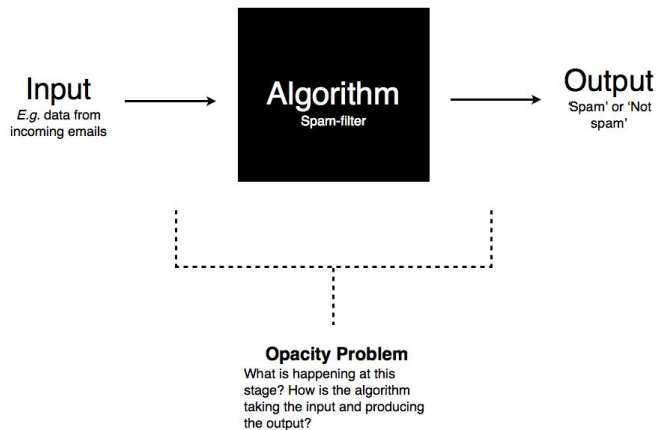 Input
E.g. data from
incoming emails
Algorithm
Spam-filter
Output
'Spam' or 'Not
spam'
Opacity Problem
What is happening at this
stage? How is the algorithm
taking the input and producing
the output?